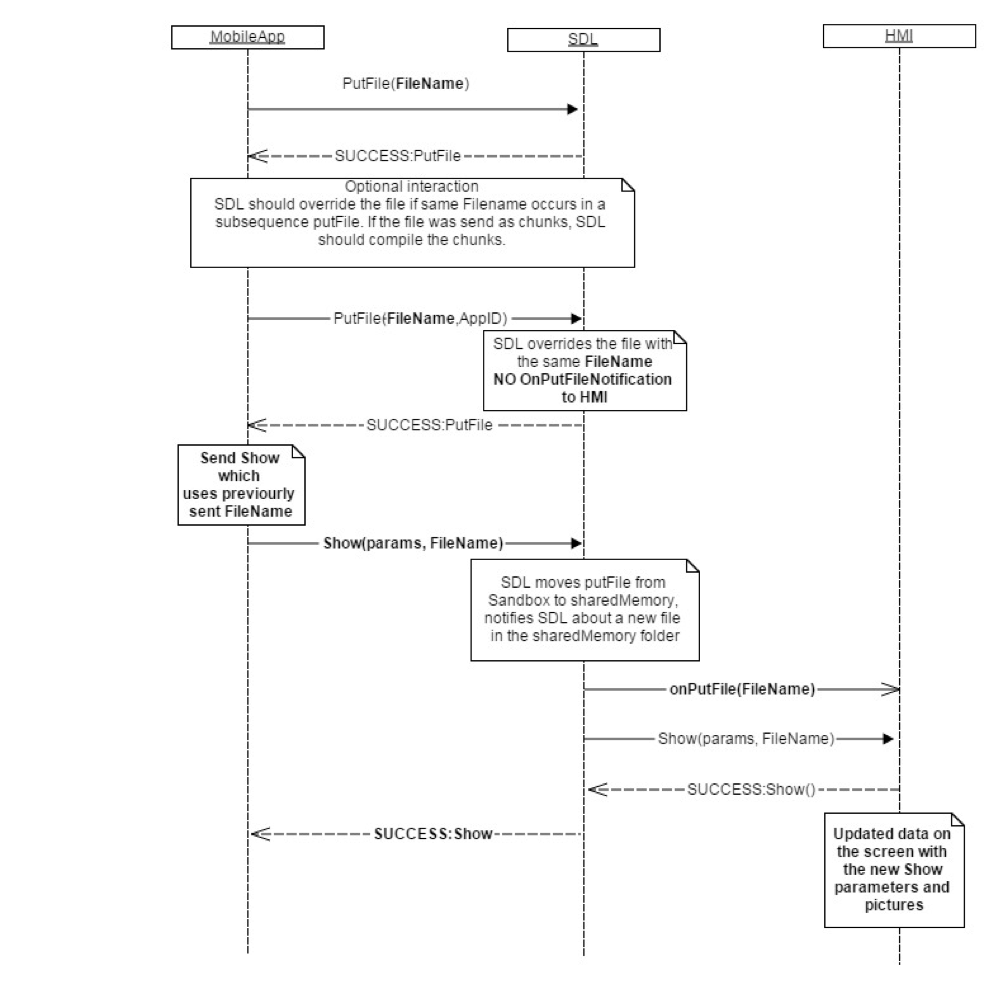 MobileApp
SDL
HMI
PutFile(FileName)
SUCCESS:PutFile
Optional interaction
SDL should override the file if same Filename occurs in a
subsequence putFile. If the file was send as chunks, SDL
should compile the chunks.
PutFile(FileName,AppID)
SDL overrides the file with
the same FileName
NO OnPutFileNotification
to HMI
SUCCESS:PutFile
Send Show
which
uses previourly
sent FileName
Show(params, FileName)
SDL moves putFile from
Sandbox to sharedMemory,
notifies SDL about a new file
in the sharedMemory folder
onPutFile(FileName)
Show(params, FileName)
SUCCESS:Show()
SUCCESS:Show
Updated data on
the screen with
the new Show
parameters and
pictures